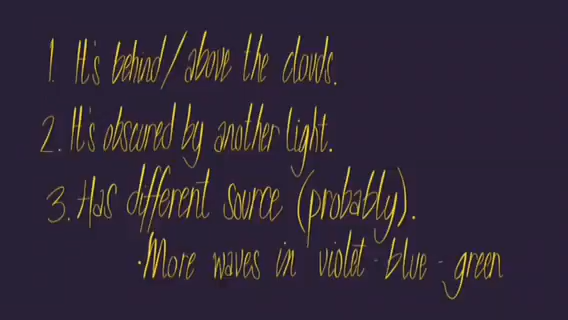 1. It's behind/above the clouds.
2. It's obscured by another light.
3. Has different source (probably).
• More waves in violet - blue - green